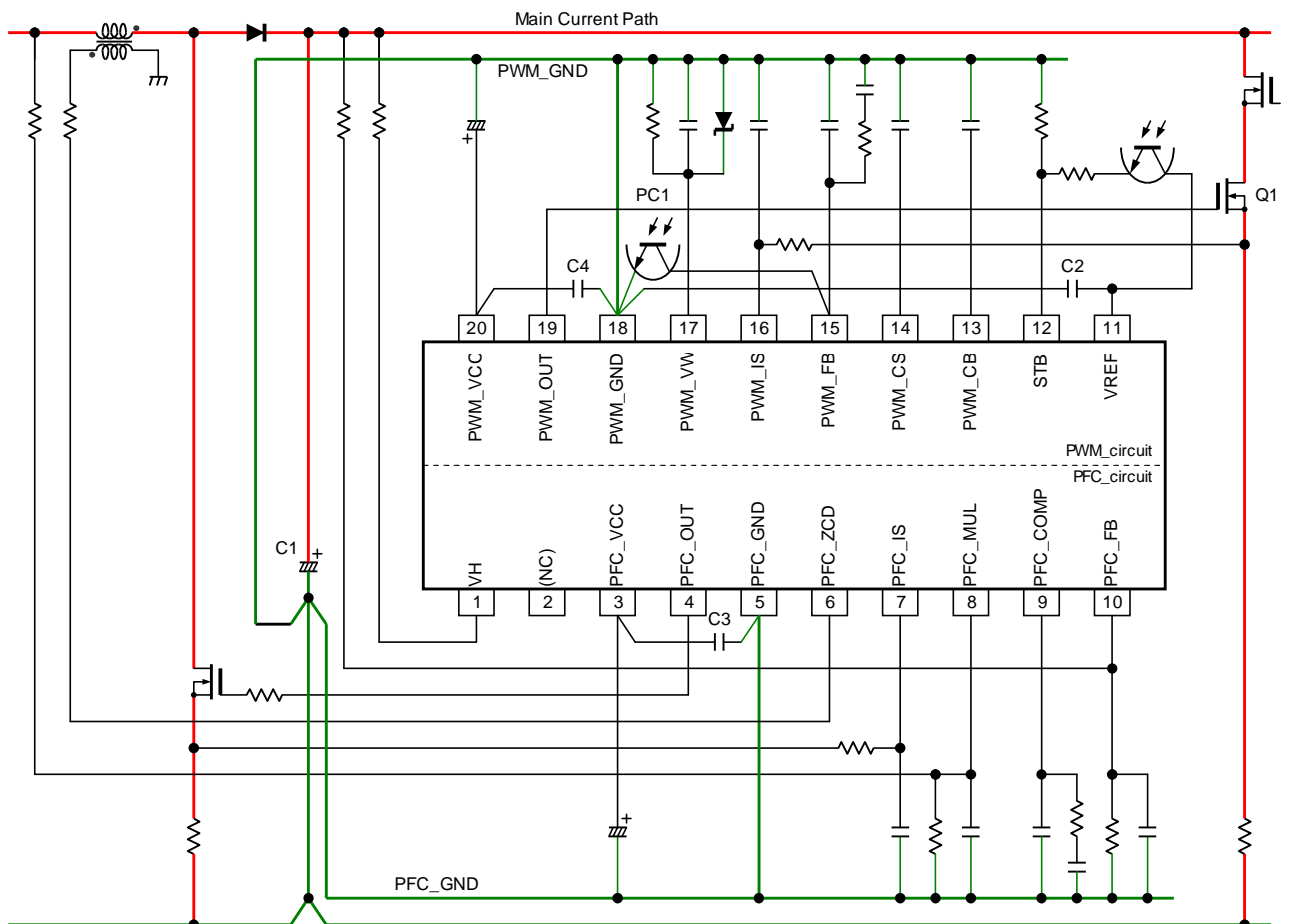 Main Current Path
PWM_GND
PC1
Q1
C4
C2
20 19 18 17 16 15 14 13 12 11
PWM_VCC PWM_OUT PWM_GND PWM_VW PWM_IS PWM_FB PWM_CS PWM_CB STB VREF
PWM_circuit
PFC_circuit
C1 +
VH (NC) PFC_VCC PFC_OUT PFC_GND PFC_ZCD PFC_IS PFC_MUL PFC_COMP PFC_FB
1 2 3 4 5 6 7 8 9 10
C3
+
PFC_GND
+